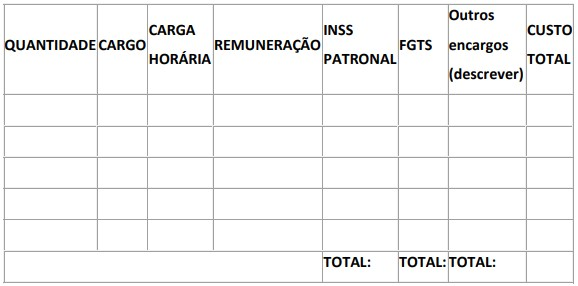 QUANTIDADE
CARGO
CARGA
HORÁRIA
REMUNERAÇÃO
INSS
PATRONAL
FGTS
Outros
encargos
(descrever)
CUSTO
TOTAL
TOTAL:
TOTAL:
TOTAL: